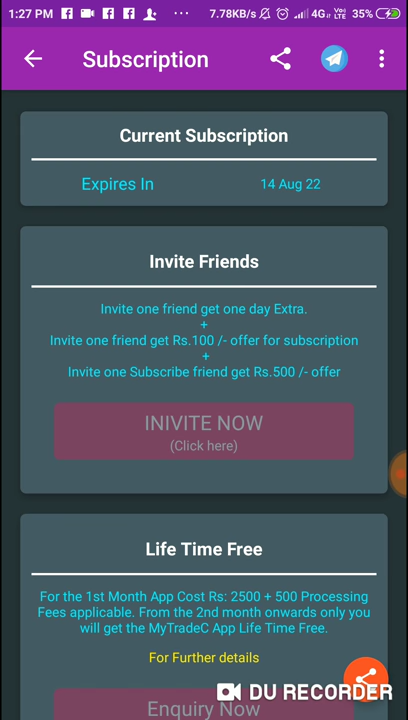 1:27 PM ... 7.78KB/s 4G Vo LTE 35%
Subscription
Current Subscription
Expires In 14 Aug 22
Invite Friends
Invite one friend get one day Extra.
+
Invite one friend get Rs.100 /- offer for subscription
+
Invite one Subscribe friend get Rs.500 /- offer
INIVITE NOW
(Click here)
Life Time Free
For the 1st Month App Cost Rs: 2500 + 500 Processing
Fees applicable. From the 2nd month onwards only you
will get the MyTradeC App Life Time Free.
For Further details
DU RECORDER
Enquiry Now